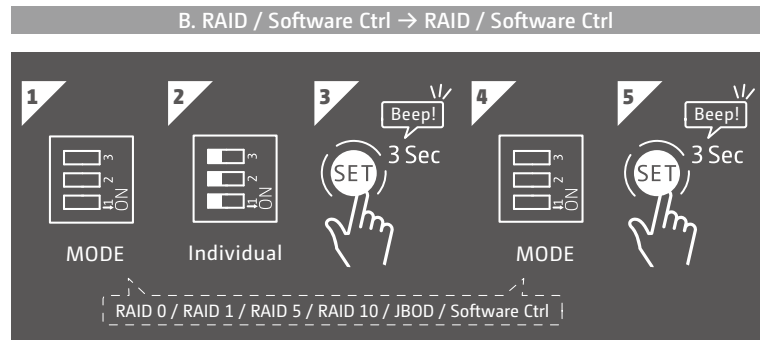 B. RAID / Software Ctrl → RAID / Software Ctrl
1
2
3
4
5
Beep!
Beep!
3 Sec
3 Sec
SET
SET
3
2
1
ON
3
2
1
ON
3
2
1
ON
MODE
Individual
MODE
RAID 0 / RAID 1 / RAID 5 / RAID 10 / JBOD / Software Ctrl